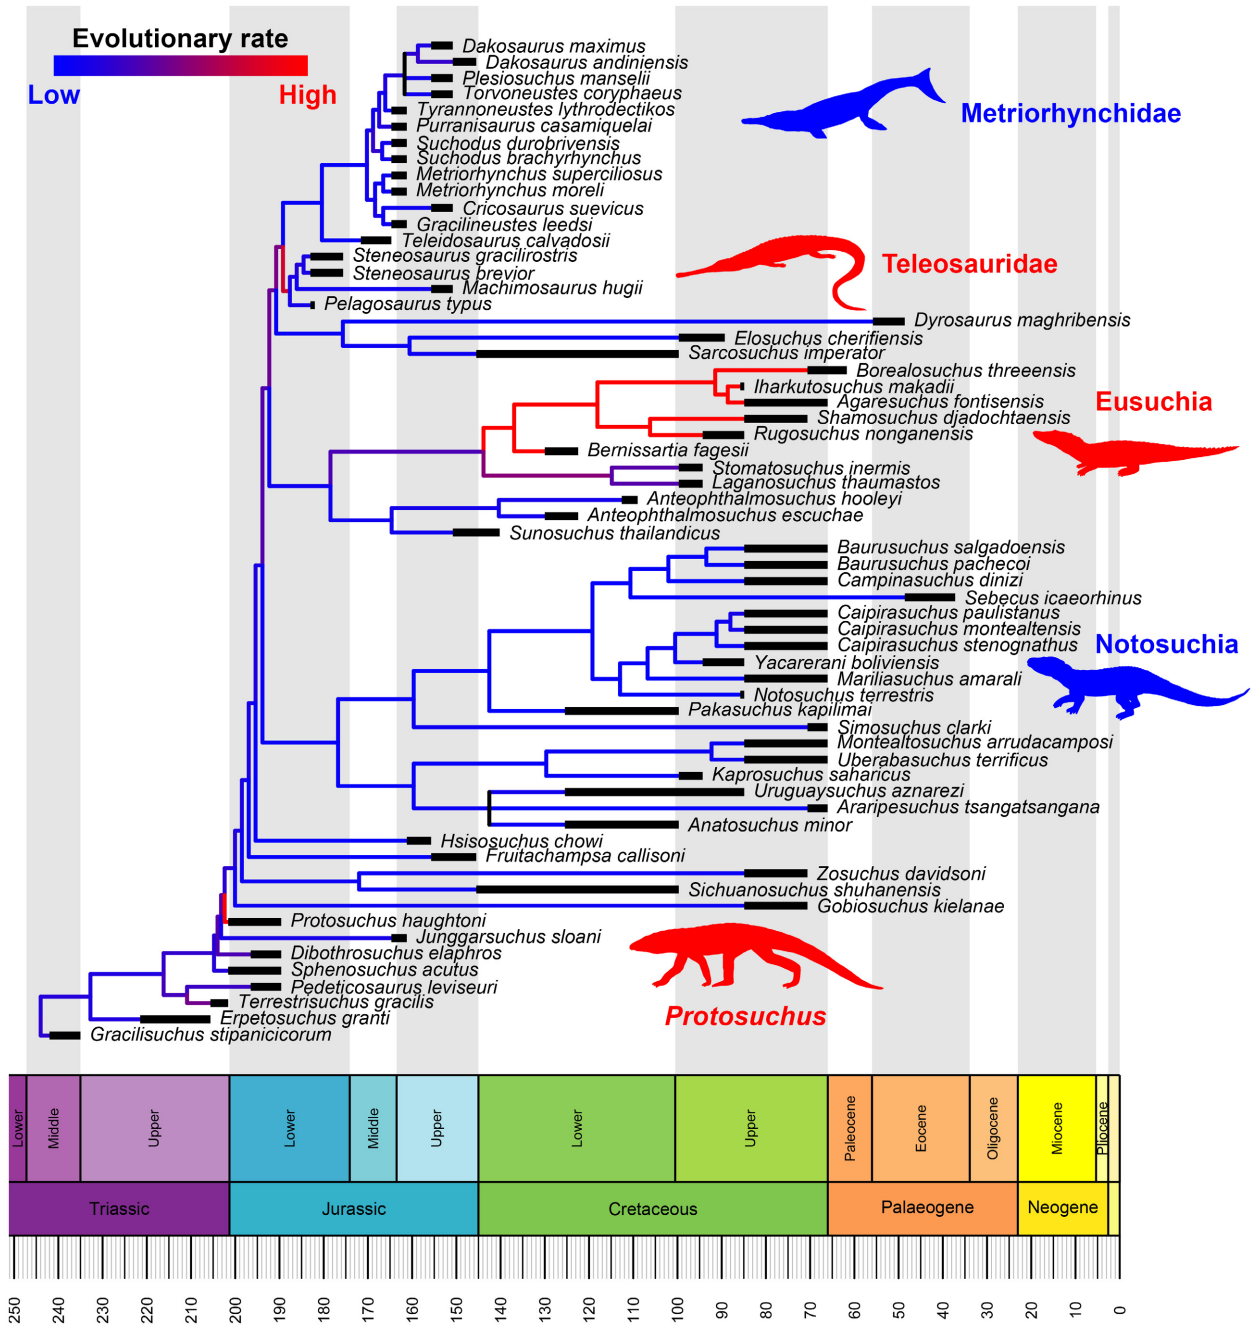 Evolutionary rate
Low
High
Dakosaurus maximus
Dakosaurus andiniensis
Plesiosuchus manselii
Torvoneustes coryphaeus
Tyrannoneustes lythrodectikos
Purranisaurus casamiquelai
Suchodus durobrivensis
Suchodus brachyrhynchus
Metriorhynchus superciliosus
Metriorhynchus moreli
Cricosaurus suevicus
Gracilineustes leedsi
Teleidosaurus calvadosii
Steneosaurus gracilirostris
Steneosaurus brevior
Machimosaurus hugii
Pelagosaurus typus
Dyrosaurus maghribensis
Elosuchus cherifiensis
Sarcosuchus imperator
Borealosuchus threeensis
Iharkutosuchus makadii
Agaresuchus fontisensis
Shamosuchus djadochtaensis
Rugosuchus nonganensis
Bernissartia fagesii
Stomatosuchus inermis
Laganosuchus thaumastos
Anteophthalmosuchus hooleyi
Anteophthalmosuchus escuchae
Sunosuchus thailandicus
Baurusuchus salgadoensis
Baurusuchus pachecoi
Campinasuchus dinizi
Sebecus icaeorhinus
Caipirasuchus paulistanus
Caipirasuchus montealtensis
Caipirasuchus stenognathus
Yacarerani boliviensis
Mariliasuchus amarali
Notosuchus terrestris
Pakasuchus kapilimai
Simosuchus clarki
Montealtosuchus arrudacamposi
Uberabasuchus terrificus
Kaprosuchus saharicus
Uruguaysuchus aznarezi
Araripesuchus tsangatsangana
Anatosuchus minor
Hsisosuchus chowi
Fruitachampsa callisoni
Zosuchus davidsoni
Sichuanosuchus shuhanensis
Gobiosuchus kielanae
Protosuchus haughtoni
Junggarsuchus sloani
Dibothrosuchus elaphros
Sphenosuchus acutus
Pedeticosaurus leviseuri
Terrestrisuchus gracilis
Erpetosuchus granti
Gracilisuchus stipanicicorum
Metriorhynchidae
Teleosauridae
Eusuchia
Notosuchia
Protosuchus
Lower
Middle
Upper
Lower
Middle
Upper
Lower
Upper
Paleocene
Eocene
Oligocene
Miocene
Pliocene
Triassic
Jurassic
Cretaceous
Palaeogene
Neogene
250 240 230 220 210 200 190 180 170 160 150 140 130 120 110 100 90 80 70 60 50 40 30 20 10 0